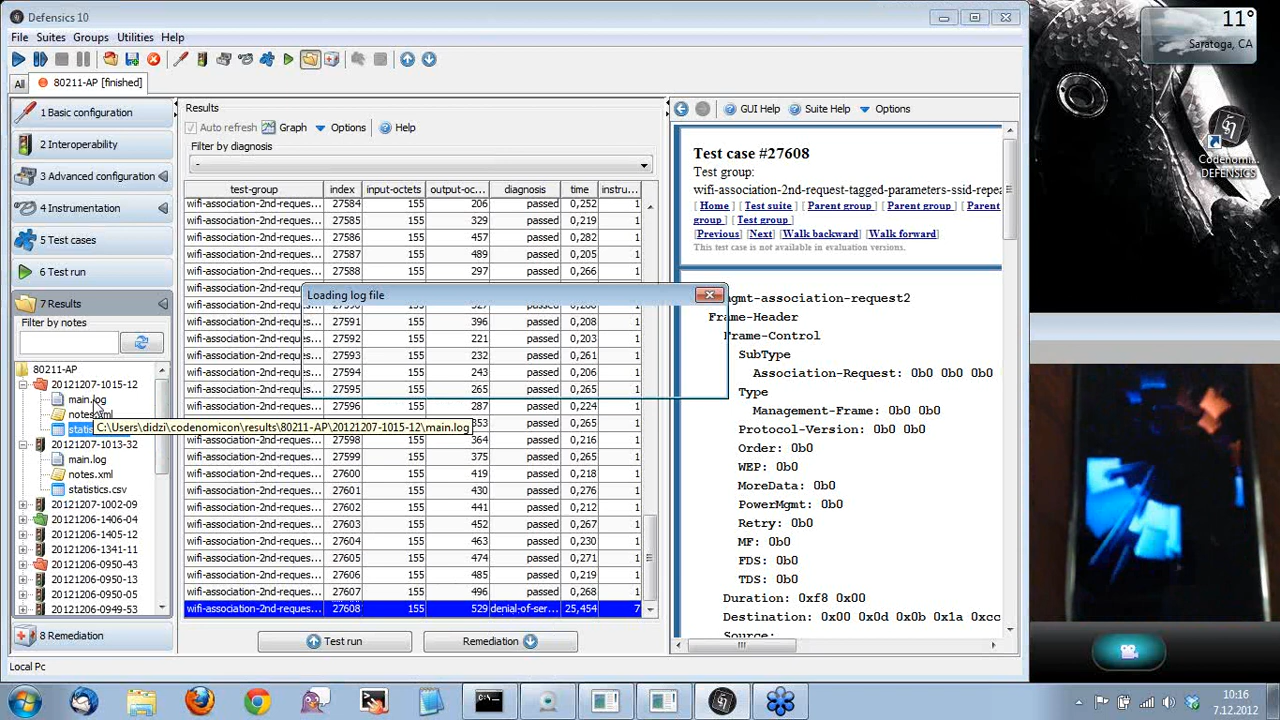 Defensics 10
File Suites Groups Utilities Help
All 80211-AP [finished]
1 Basic configuration
2 Interoperability
3 Advanced configuration
4 Instrumentation
5 Test cases
6 Test run
7 Results
Filter by notes
80211-AP
20121207-1015-12
main.log
notes.xml
statis
20121207-1013-32
main.log
notes.xml
statistics.csv
20121207-1002-09
20121206-1406-04
20121206-1405-12
20121206-1341-11
20121206-0950-43
20121206-0950-13
20121206-0950-05
20121206-0949-53
8 Remediation
Local Pc
C:\Users\didzi\codenomicon\results\80211-AP\20121207-1015-12\main.log
Results
Auto refresh Graph Options Help
Filter by diagnosis
-
test-group index input-octets output-oc... diagnosis time instru...
wifi-association-2nd-reques... 27584 155 206 passed 0,252 1
wifi-association-2nd-reques... 27585 155 329 passed 0,219 1
wifi-association-2nd-reques... 27586 155 457 passed 0,282 1
wifi-association-2nd-reques... 27587 155 489 passed 0,205 1
wifi-association-2nd-reques... 27588 155 297 passed 0,266 1
Loading log file
wifi-association-2nd-reques... 27591 155 396 passed 0,208 1
wifi-association-2nd-reques... 27592 155 221 passed 0,203 1
wifi-association-2nd-reques... 27593 155 232 passed 0,261 1
wifi-association-2nd-reques... 27594 155 243 passed 0,265 1
wifi-association-2nd-reques... 27595 155 265 passed 0,265 1
wifi-association-2nd-reques... 27596 155 287 passed 0,224 1
353 passed 0,265 1
wifi-association-2nd-reques... 27598 155 364 passed 0,216 1
wifi-association-2nd-reques... 27599 155 375 passed 0,265 1
wifi-association-2nd-reques... 27600 155 419 passed 0,218 1
wifi-association-2nd-reques... 27601 155 430 passed 0,276 1
wifi-association-2nd-reques... 27602 155 441 passed 0,212 1
wifi-association-2nd-reques... 27603 155 452 passed 0,267 1
wifi-association-2nd-reques... 27604 155 463 passed 0,230 1
wifi-association-2nd-reques... 27605 155 474 passed 0,271 1
wifi-association-2nd-reques... 27606 155 485 passed 0,219 1
wifi-association-2nd-reques... 27607 155 496 passed 0,268 1
wifi-association-2nd-reques... 27608 155 529 denial-of-ser... 25,454 7
Test run Remediation
GUI Help Suite Help Options
Test case #27608
Test group:
wifi-association-2nd-request-tagged-parameters-ssid-repea
[ Home ] [ Test suite ] [ Parent group ] [ Parent group ] [ Parent
group ] [ Test group ]
[Previous] [Next] [Walk backward] [Walk forward]
This test case is not available in evaluation versions.
mgmt-association-request2
Frame-Header
Frame-Control
SubType
Association-Request: 0b0 0b0 0b0
Type
Management-Frame: 0b0 0b0
Protocol-Version: 0b0 0b0
Order: 0b0
WEP: 0b0
MoreData: 0b0
PowerMgmt: 0b0
Retry: 0b0
MF: 0b0
FDS: 0b0
TDS: 0b0
Duration: 0xf8 0x00
Destination: 0x00 0x0d 0x0b 0x1a 0xcc
Source:
11°
Saratoga, CA
Codenomi...
DEFENSICS
10:16
7.12.2012